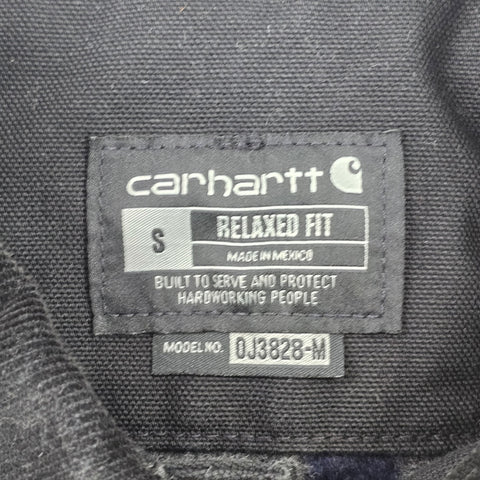 carhartt
S
RELAXED FIT
MADE IN MEXICO
BUILT TO SERVE AND PROTECT
HARDWORKING PEOPLE
MODEL NO. OJ3828-M